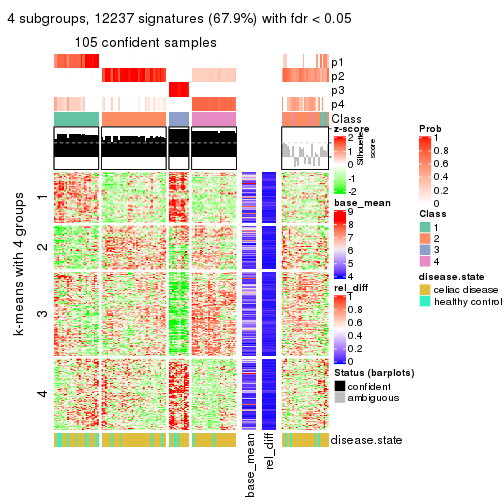 4 subgroups, 12237 signatures (67.9%) with fdr < 0.05
105 confident samples
p1
p2
p3
p4
Class
z-score
2
1
0
-1
-2
Silhouette
score
base_mean
9
8
7
6
5
4
rel_diff
1
0.8
0.6
0.4
0.2
0
Status (barplots)
confident
ambiguous
Prob
1
0.8
0.6
0.4
0.2
0
Class
1
2
3
4
disease.state
celiac disease
healthy control
k-means with 4 groups
1
2
3
4
disease.state
base_mean
rel_diff